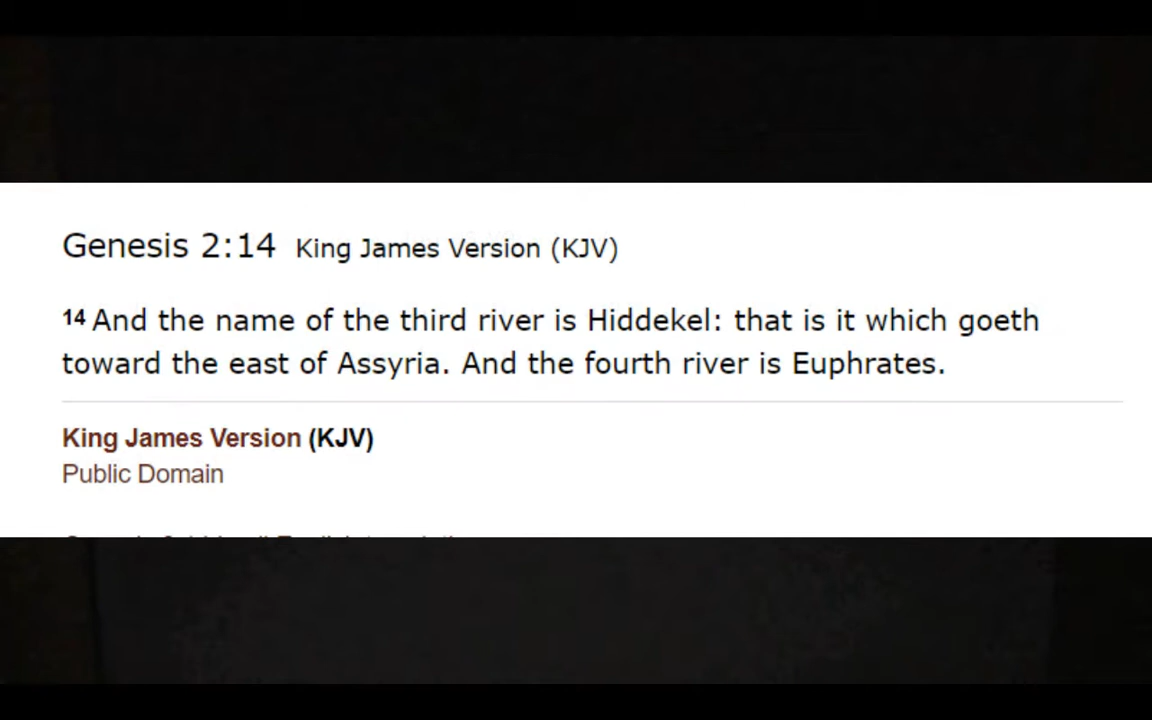 Genesis 2:14 King James Version (KJV)
14 And the name of the third river is Hiddekel: that is it which goeth
toward the east of Assyria. And the fourth river is Euphrates.
King James Version (KJV)
Public Domain